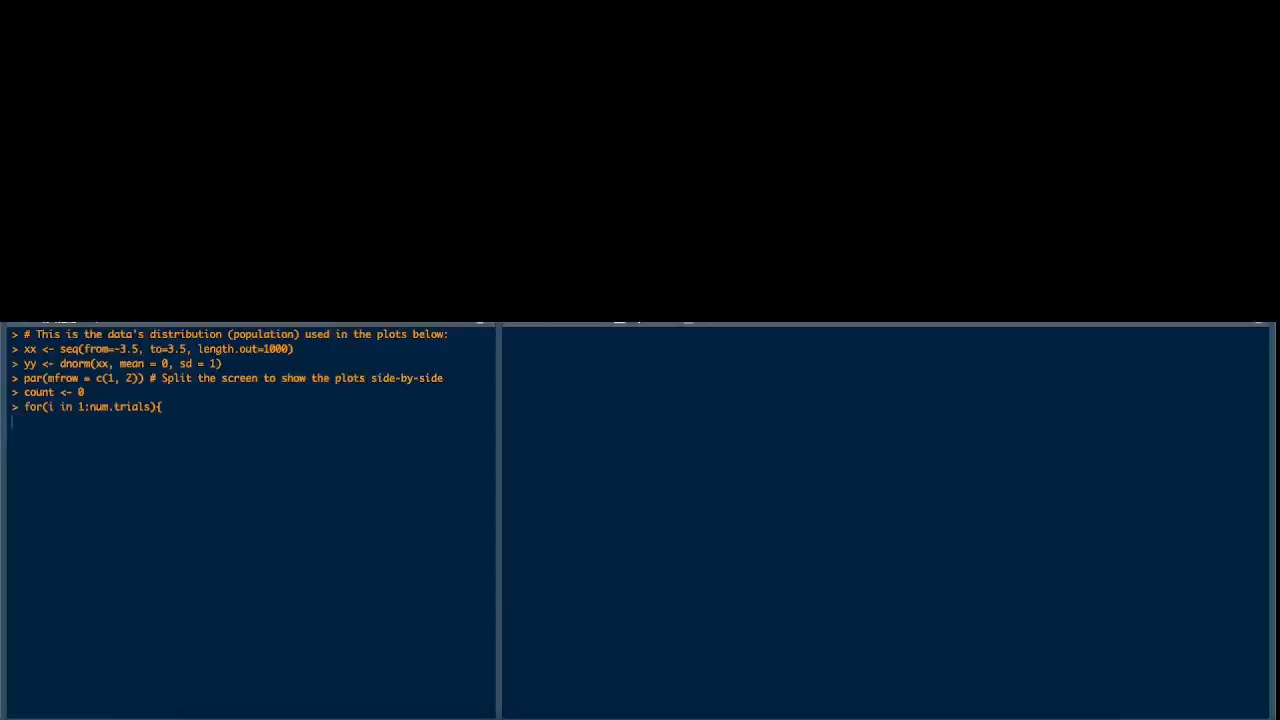 > # This is the data's distribution (population) used in the plots below:
> xx <- seq(from=-3.5, to=3.5, length.out=1000)
> yy <- dnorm(xx, mean = 0, sd = 1)
> par(mfrow = c(1, 2)) # Split the screen to show the plots side-by-side
> count <- 0
> for(i in 1:num.trials){